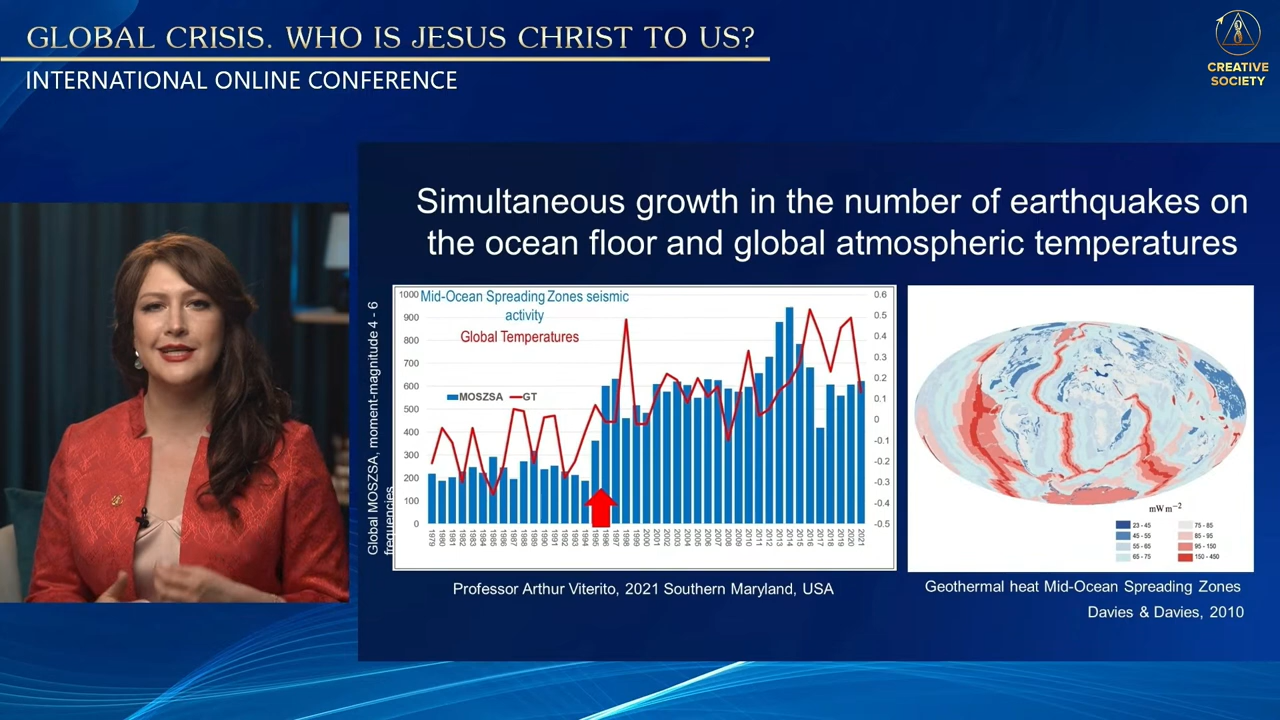 GLOBAL CRISIS. WHO IS JESUS CHRIST TO US?
INTERNATIONAL ONLINE CONFERENCE
CREATIVE
SOCIETY
Simultaneous growth in the number of earthquakes on
the ocean floor and global atmospheric temperatures
Global MOSZSA, moment-magnitude 4 - 6
frequencies
Mid-Ocean Spreading Zones seismic
activity
Global Temperatures
MOSZSA GT
1000
900
800
700
600
500
400
300
200
100
0
0.6
0.5
0.4
0.3
0.2
0.1
0
-0.1
-0.2
-0.3
-0.4
-0.5
mWm-2
23 - 45
45 - 55
55 - 65
65 - 75
75 - 85
85 - 95
95 - 150
150 - 450
Professor Arthur Viterito, 2021 Southern Maryland, USA
Geothermal heat Mid-Ocean Spreading Zones
Davies & Davies, 2010